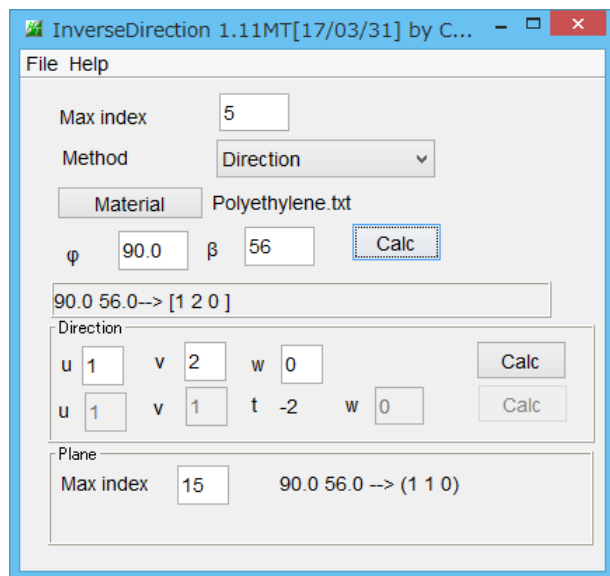 InverseDirection 1.11MT[17/03/31] by C...
File Help
Max index 5
Method Direction
Material Polyethylene.txt
φ 90.0 β 56 Calc
90.0 56.0--> [1 2 0 ]
Direction
u 1 v 2 w 0 Calc
u 1 v 1 t -2 w 0 Calc
Plane
Max index 15 90.0 56.0 --> (1 1 0)